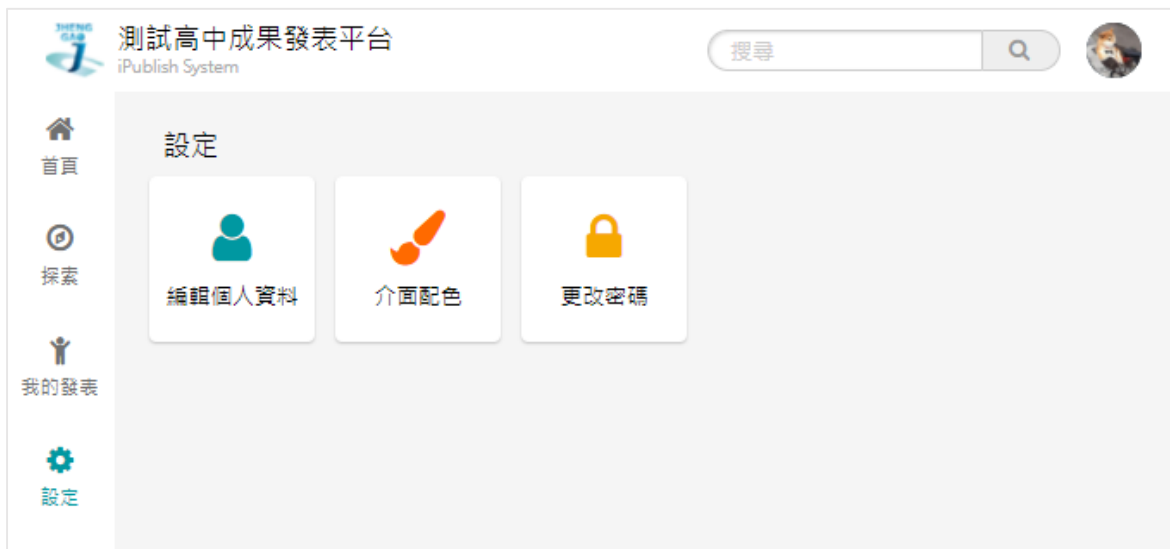 ZHENG
GAO
測試高中成果發表平台
iPublish System
搜尋
首頁
探索
我的發表
設定
設定
編輯個人資料
介面配色
更改密碼